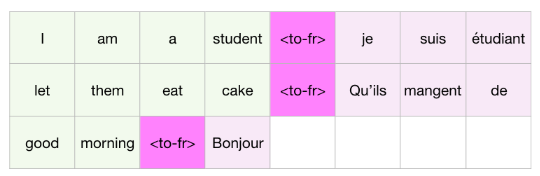 I am a student <to-fr> je suis étudiant
let them eat cake <to-fr> Qu'ils mangent de
good morning <to-fr> Bonjour